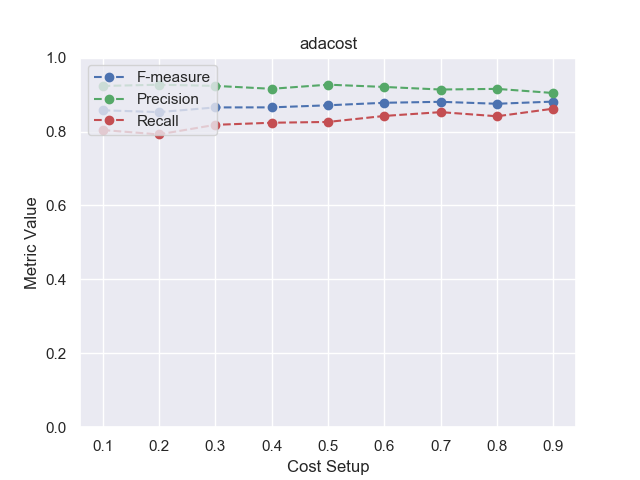 adacost
F-measure
Precision
Recall
1.0
0.8
0.6
0.4
0.2
0.0
Metric Value
0.1 0.2 0.3 0.4 0.5 0.6 0.7 0.8 0.9
Cost Setup